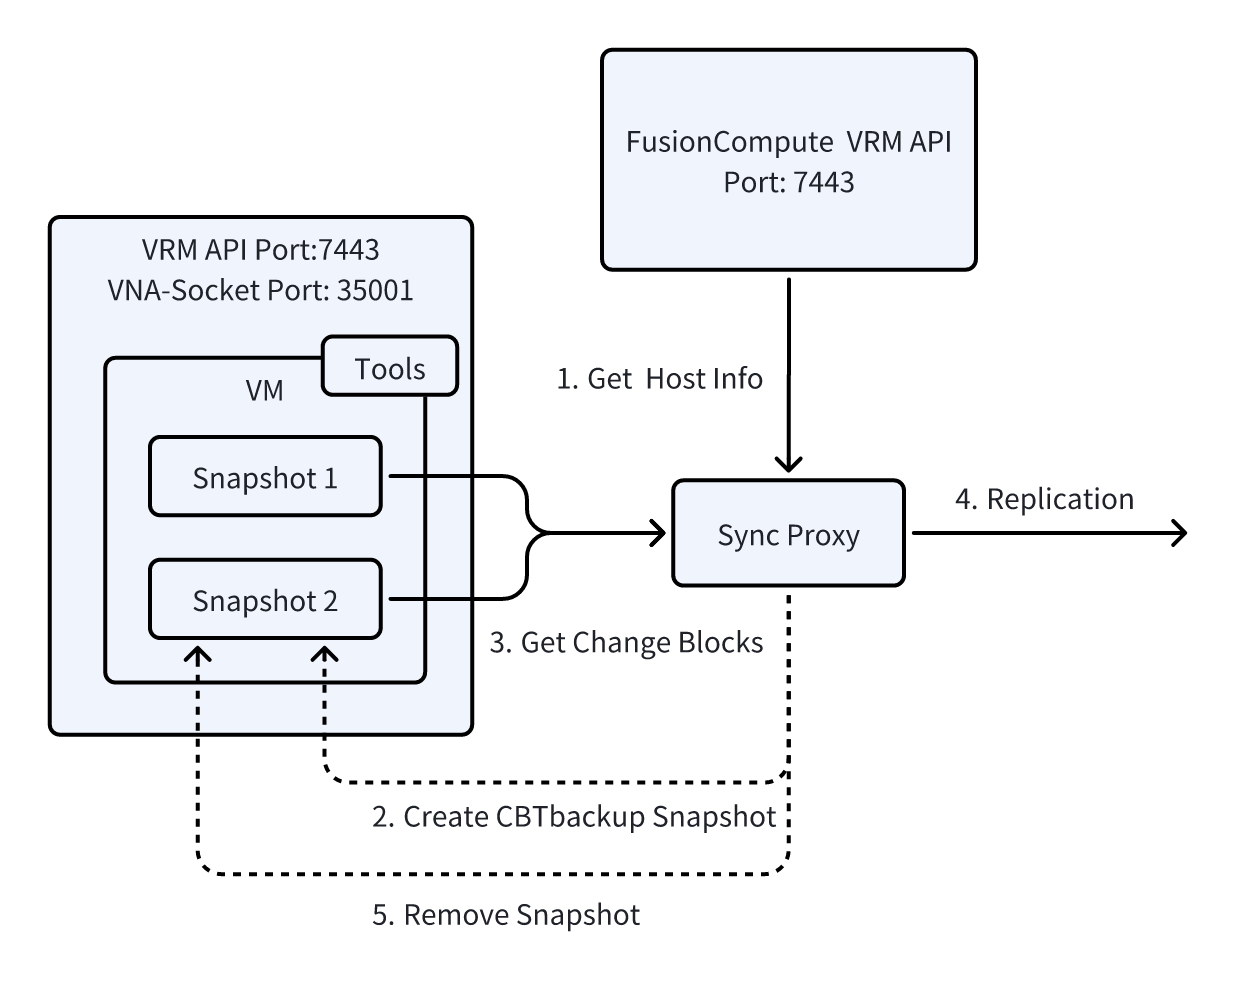 FusionCompute  VRM API
Port: 7443
VRM API Port:7443
VNA-Socket Port: 35001
Tools
VM
1. Get  Host Info
Snapshot 1
4. Replication
Sync Proxy
Snapshot 2
3. Get Change Blocks
2. Create CBTbackup Snapshot
5. Remove Snapshot